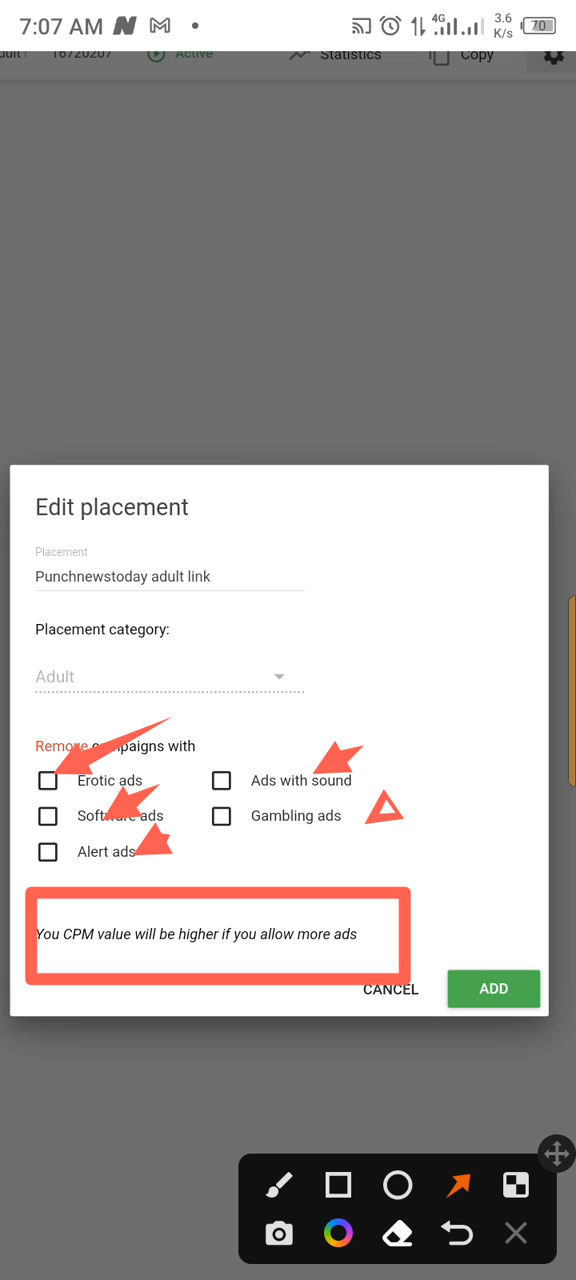 7:07 AM
4G
3.6
K/s
70
16720207 Active Statistics Copy
Edit placement
Placement
Punchnewstoday adult link
Placement category:
Adult
Remove campaigns with
Erotic ads Ads with sound
Software ads Gambling ads
Alert ads
You CPM value will be higher if you allow more ads
CANCEL ADD